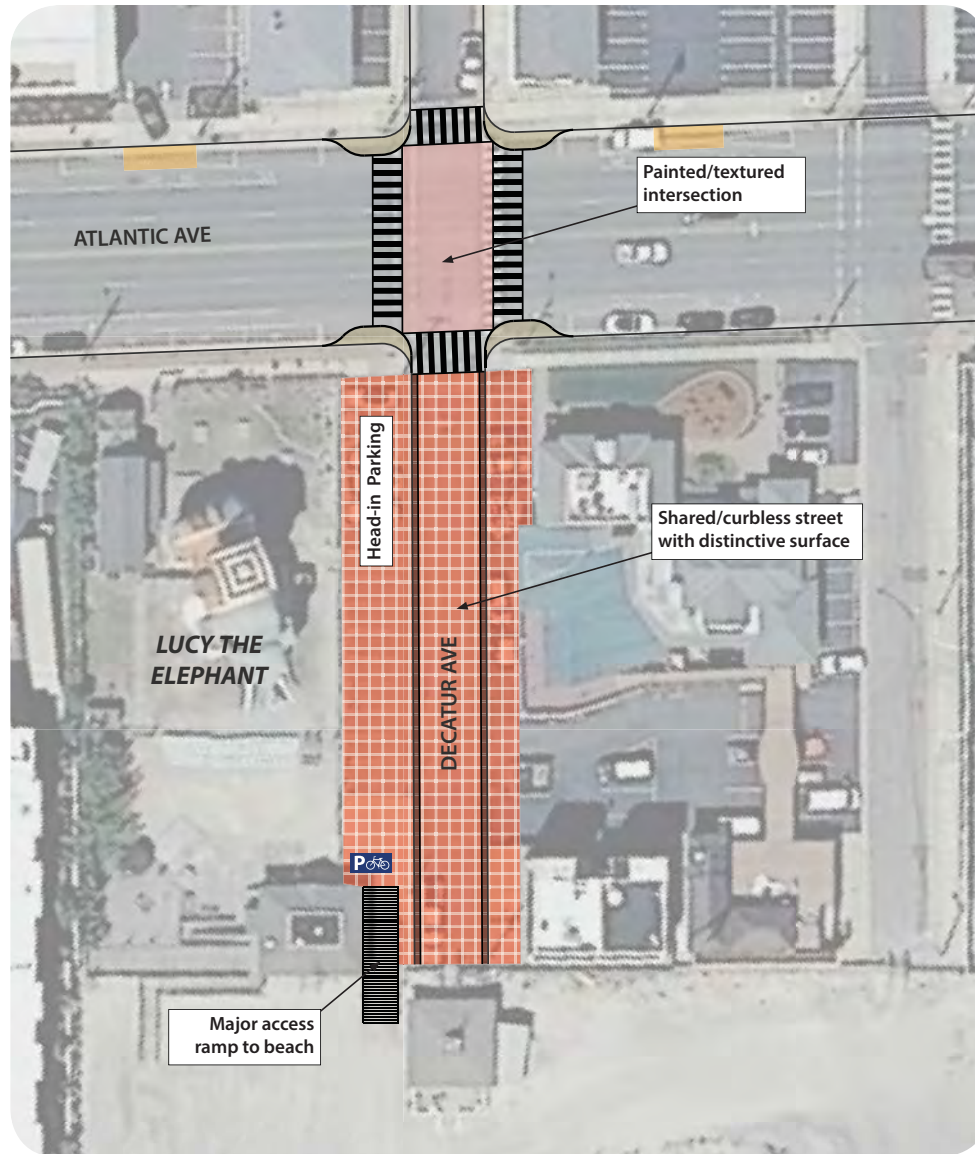 Painted/textured
intersection
ATLANTIC AVE
Head-in Parking
Shared/curbless street
with distinctive surface
LUCY THE
ELEPHANT
DECATUR AVE
P
Major access
ramp to beach